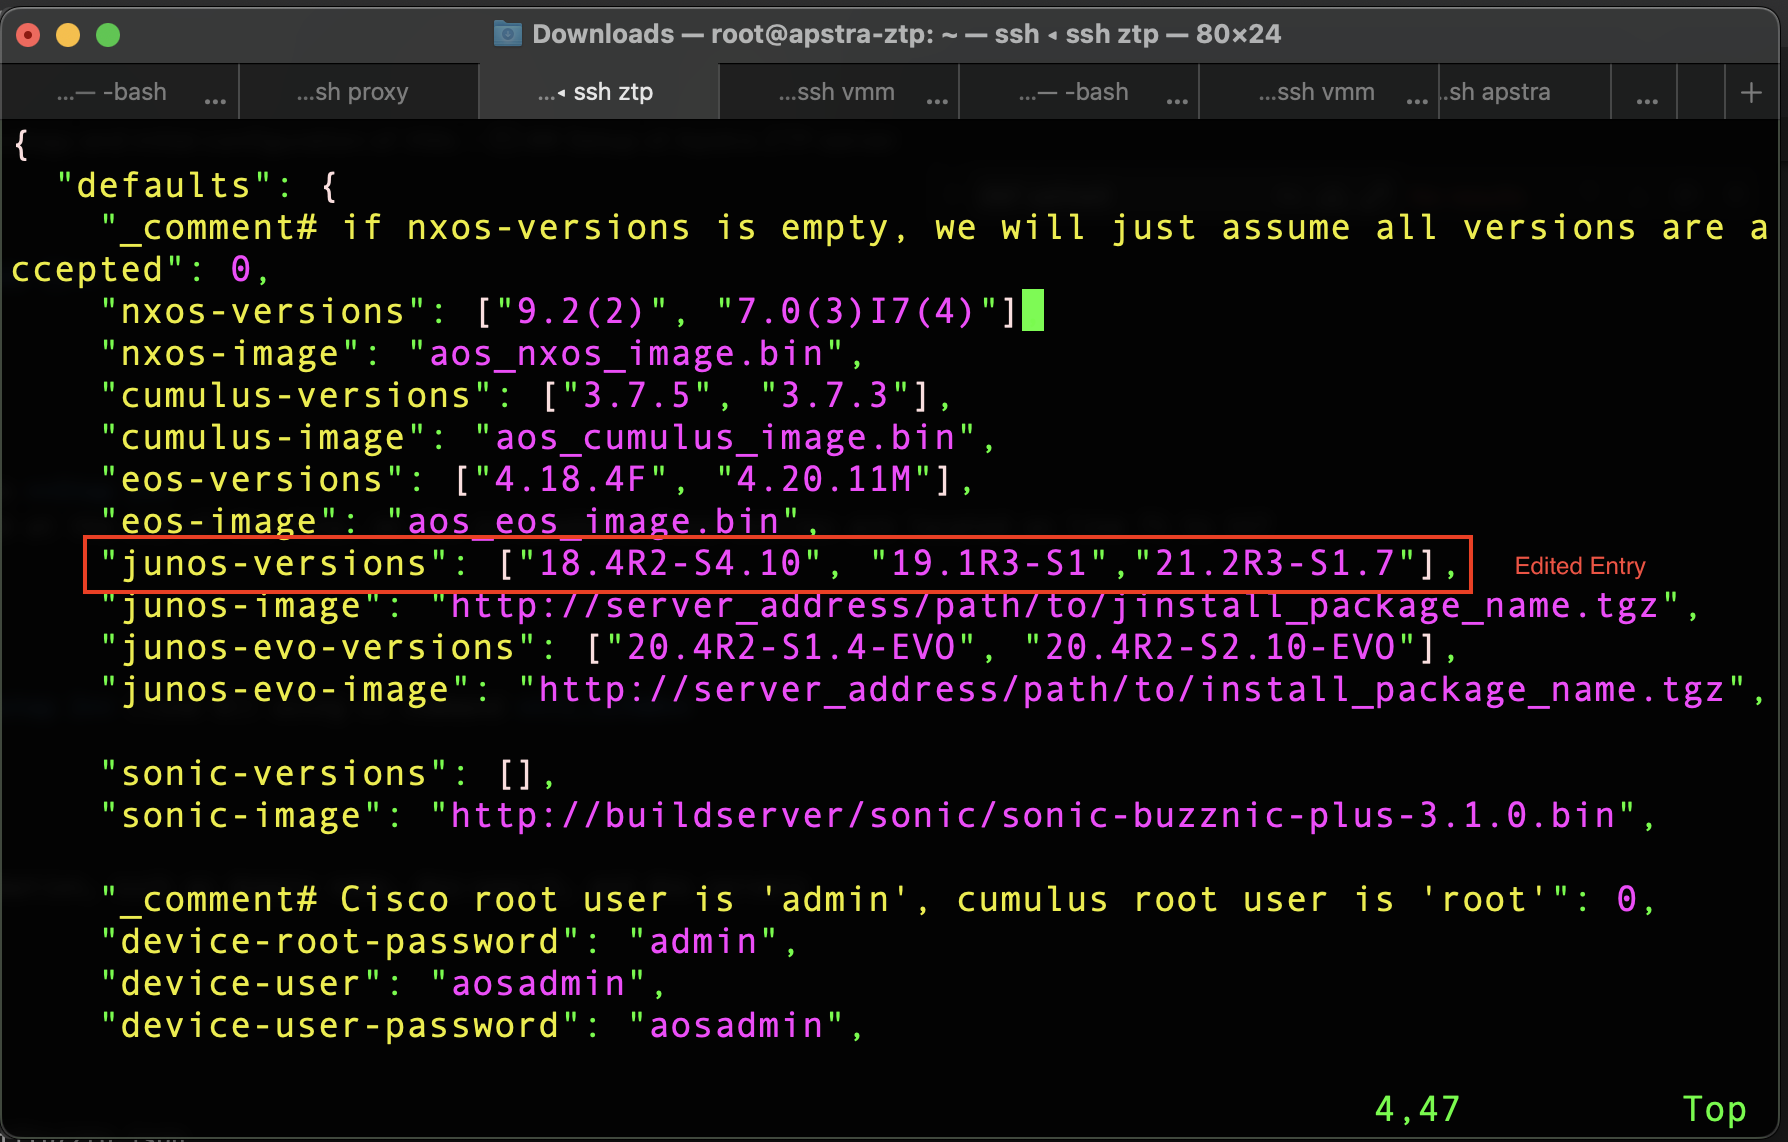 Downloads — root@apstra-ztp: ~ — ssh ◂ ssh ztp — 80×24
...— -bash ... ...sh proxy ...◂ ssh ztp ...ssh vmm ... ...— -bash ... ...ssh vmm ... ..sh apstra ... +
{
"defaults": {
"_comment# if nxos-versions is empty, we will just assume all versions are a
ccepted": 0,
"nxos-versions": ["9.2(2)", "7.0(3)I7(4)"]
"nxos-image": "aos_nxos_image.bin",
"cumulus-versions": ["3.7.5", "3.7.3"],
"cumulus-image": "aos_cumulus_image.bin",
"eos-versions": ["4.18.4F", "4.20.11M"],
"eos-image": "aos_eos_image.bin",
"junos-versions": ["18.4R2-S4.10", "19.1R3-S1","21.2R3-S1.7"], Edited Entry
"junos-image": "http://server_address/path/to/jinstall_package_name.tgz",
"junos-evo-versions": ["20.4R2-S1.4-EVO", "20.4R2-S2.10-EVO"],
"junos-evo-image": "http://server_address/path/to/install_package_name.tgz",
"sonic-versions": [],
"sonic-image": "http://buildserver/sonic/sonic-buzznic-plus-3.1.0.bin",
"_comment# Cisco root user is 'admin', cumulus root user is 'root'": 0,
"device-root-password": "admin",
"device-user": "aosadmin",
"device-user-password": "aosadmin",
4,47 Top